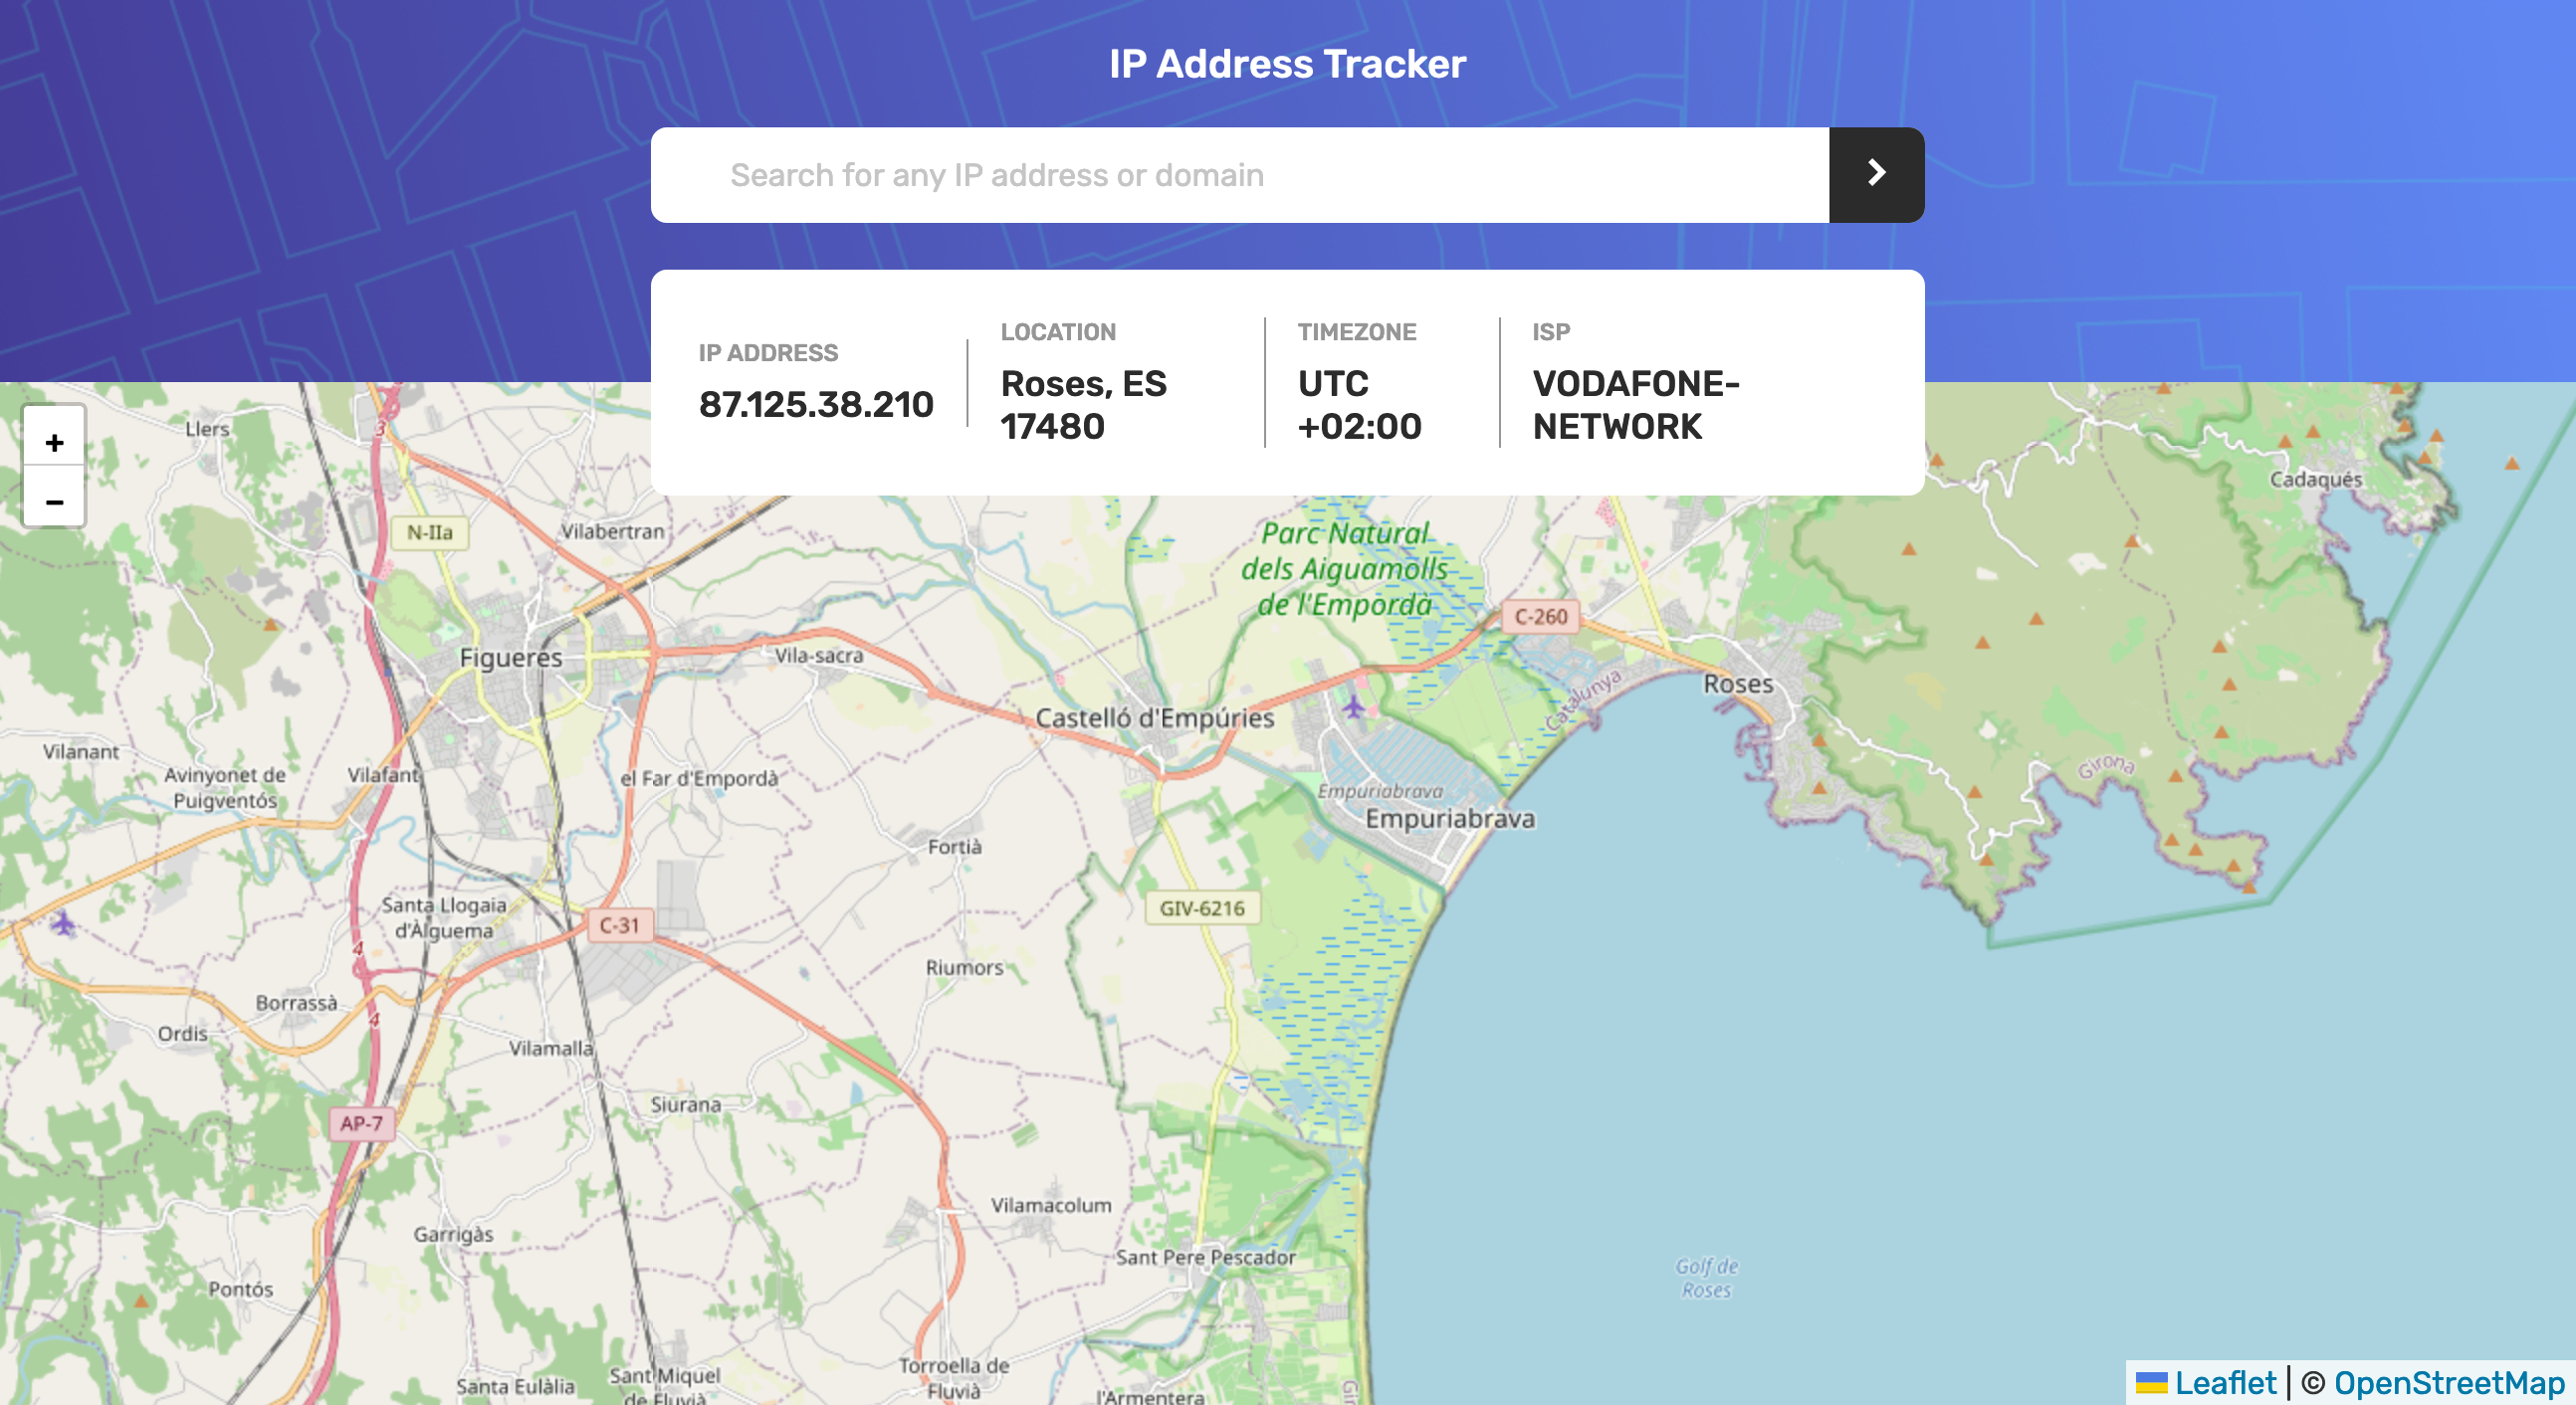 IP Address Tracker
Search for any IP address or domain
IP ADDRESS
87.125.38.210
LOCATION
Roses, ES
17480
TIMEZONE
UTC
+02:00
ISP
VODAFONE-
NETWORK
+
−
Llers
3
N-IIa
Vilabertran
Figueres
Vila-sacra
Vilanant
Avinyonet de
Puigventós
Vilafant
el Far d'Empordà
Parc Natural
dels Aiguamolls
de l'Empordà
C-260
Castelló d'Empúries
Catalunya
Roses
Cadaqués
Girona
Empuriabrava
Empuriabrava
Fortià
GIV-6216
Santa Llogaia
d'Àlguema
C-31
4
Riumors
Borrassà
4
Ordis
Vilamalla
Siurana
AP-7
Vilamacolum
Garrigàs
Sant Pere Pescador
Pontós
Golf de
Roses
Torroella de
Fluvià
Sant Miquel
de Fluvià
Santa Eulàlia
l'Armentera
Leaflet | © OpenStreetMap